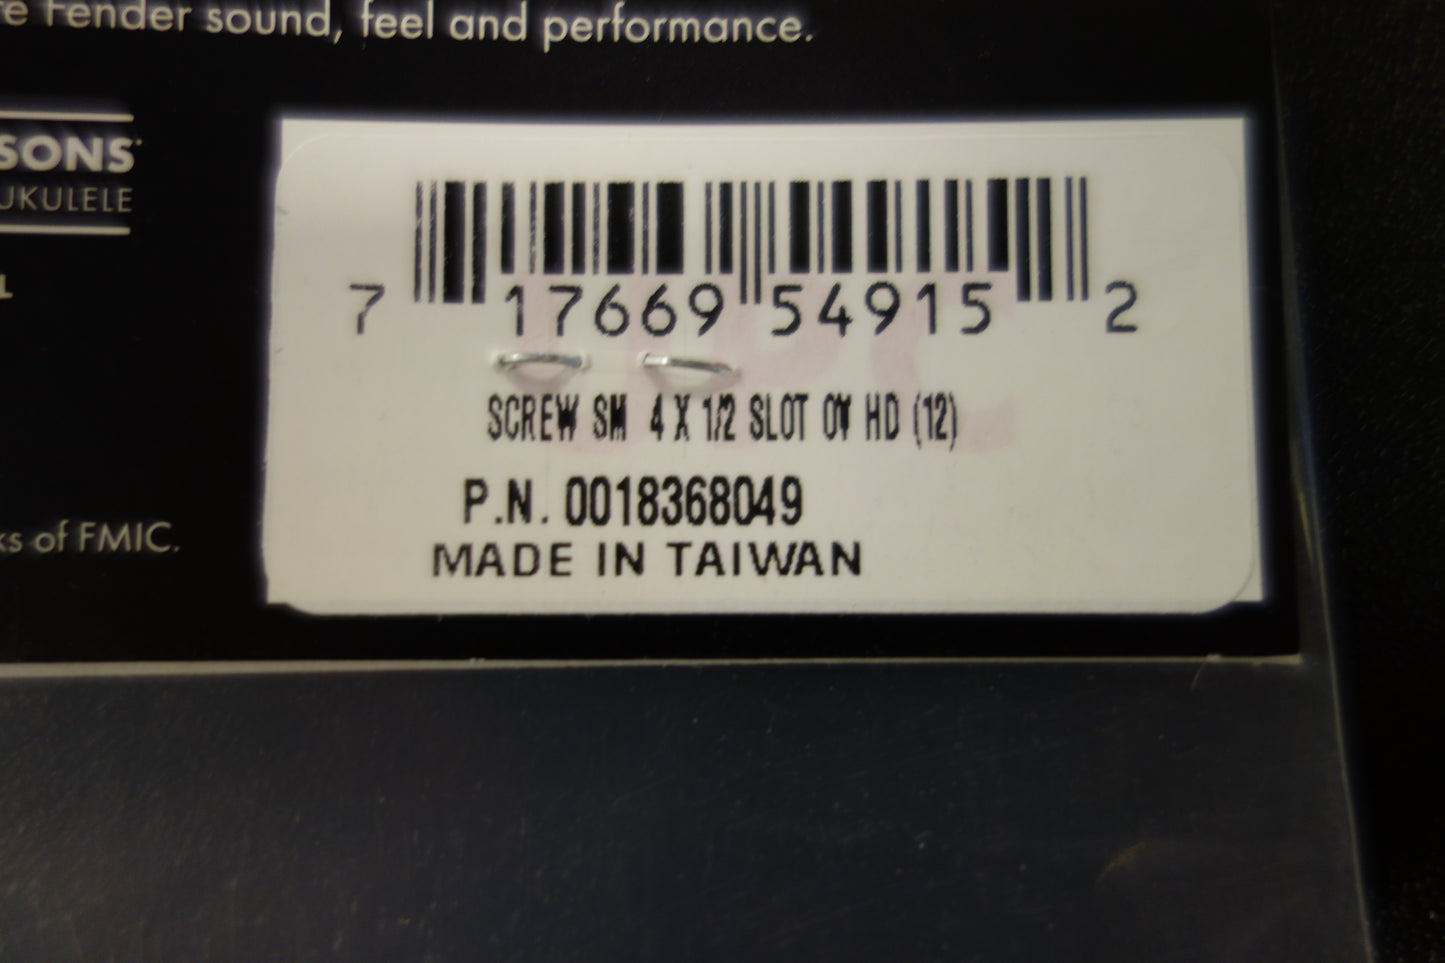 Fender sound, feel and performance.
SONS
UKULELE
L
of FMIC.
7 17669 54915 2
SCREW SM 4 X 1/2 SLOT OV HD (12)
P.N. 0018368049
MADE IN TAIWAN